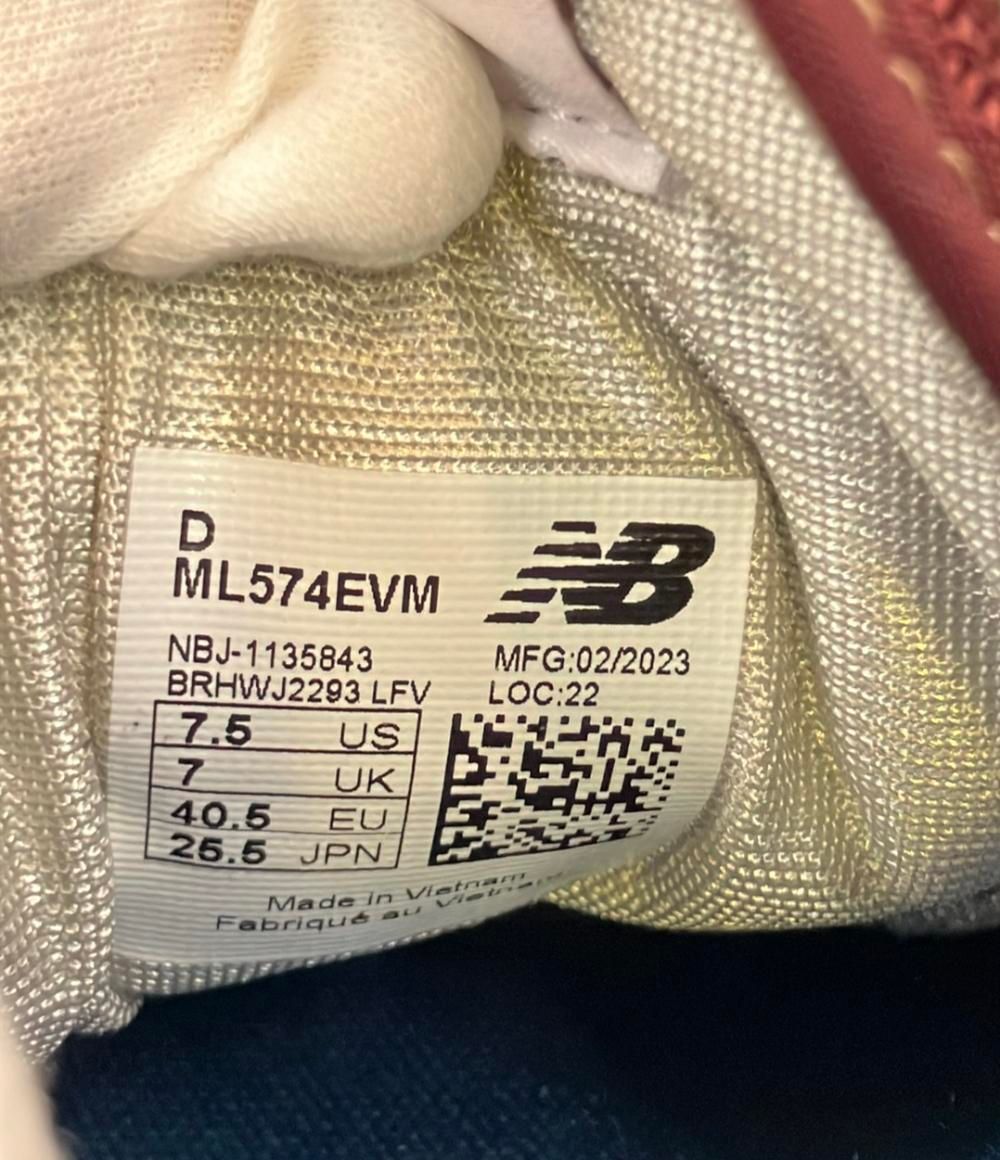 D
ML574EVM
NB
NBJ-1135843
MFG:02/2023
BRHWJ2293 LFV
LOC:22
7.5 US
7 UK
40.5 EU
25.5 JPN
Made in Vietnam
Fabriqué au Vietnam